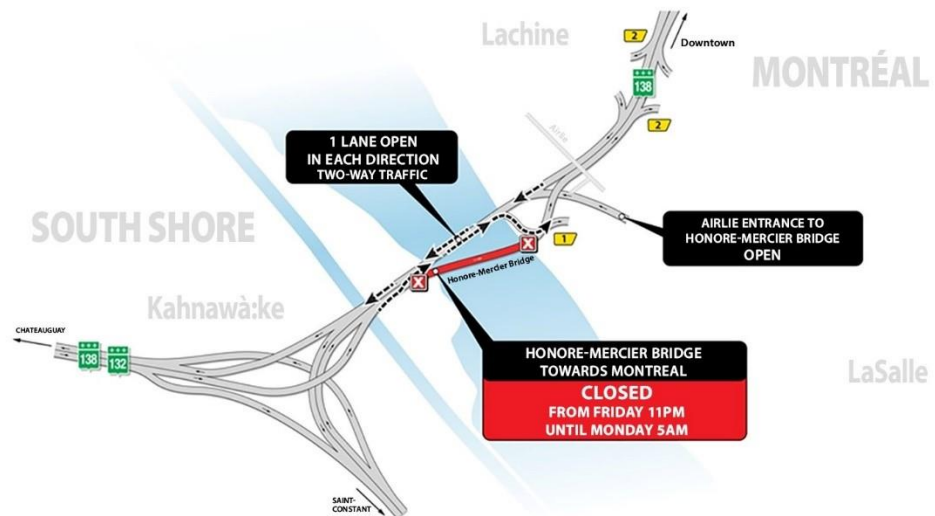 Lachine
2
Downtown
MONTRÉAL
138
2
Airlie
1 LANE OPEN
IN EACH DIRECTION
TWO-WAY TRAFFIC
SOUTH SHORE
AIRLIE ENTRANCE TO
HONORE-MERCIER BRIDGE
OPEN
1
X
X
Honore-Mercier Bridge
Kahnawà:ke
CHATEAUGUAY
138
132
HONORE-MERCIER BRIDGE
TOWARDS MONTREAL
CLOSED
FROM FRIDAY 11PM
UNTIL MONDAY 5AM
LaSalle
SAINT-
CONSTANT